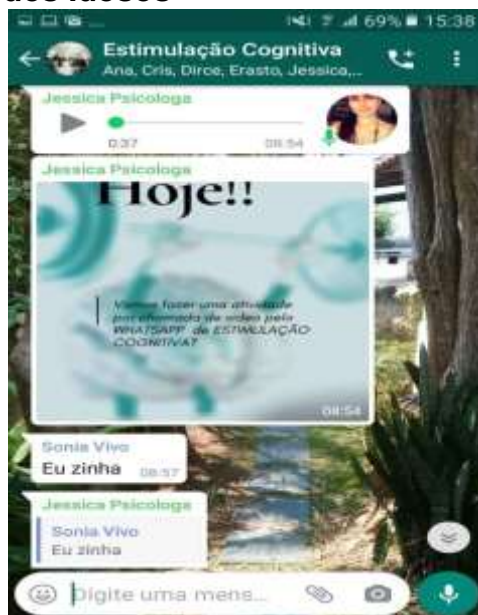 69% 15:38
Estimulação Cognitiva
Ana, Cris, Dirce, Erasto, Jessica,...
Jessica Psicologa
0:37 08:54
Jessica Psicologa
Hoje!!
Vamos fazer uma atividade
por chamada de video pelo
WHATSAPP de ESTIMULAÇÃO
COGNITIVA?
08:54
Sonia Vivo
Eu zinha 08:57
Jessica Psicologa
Sonia Vivo
Eu zinha
Digite uma mens...